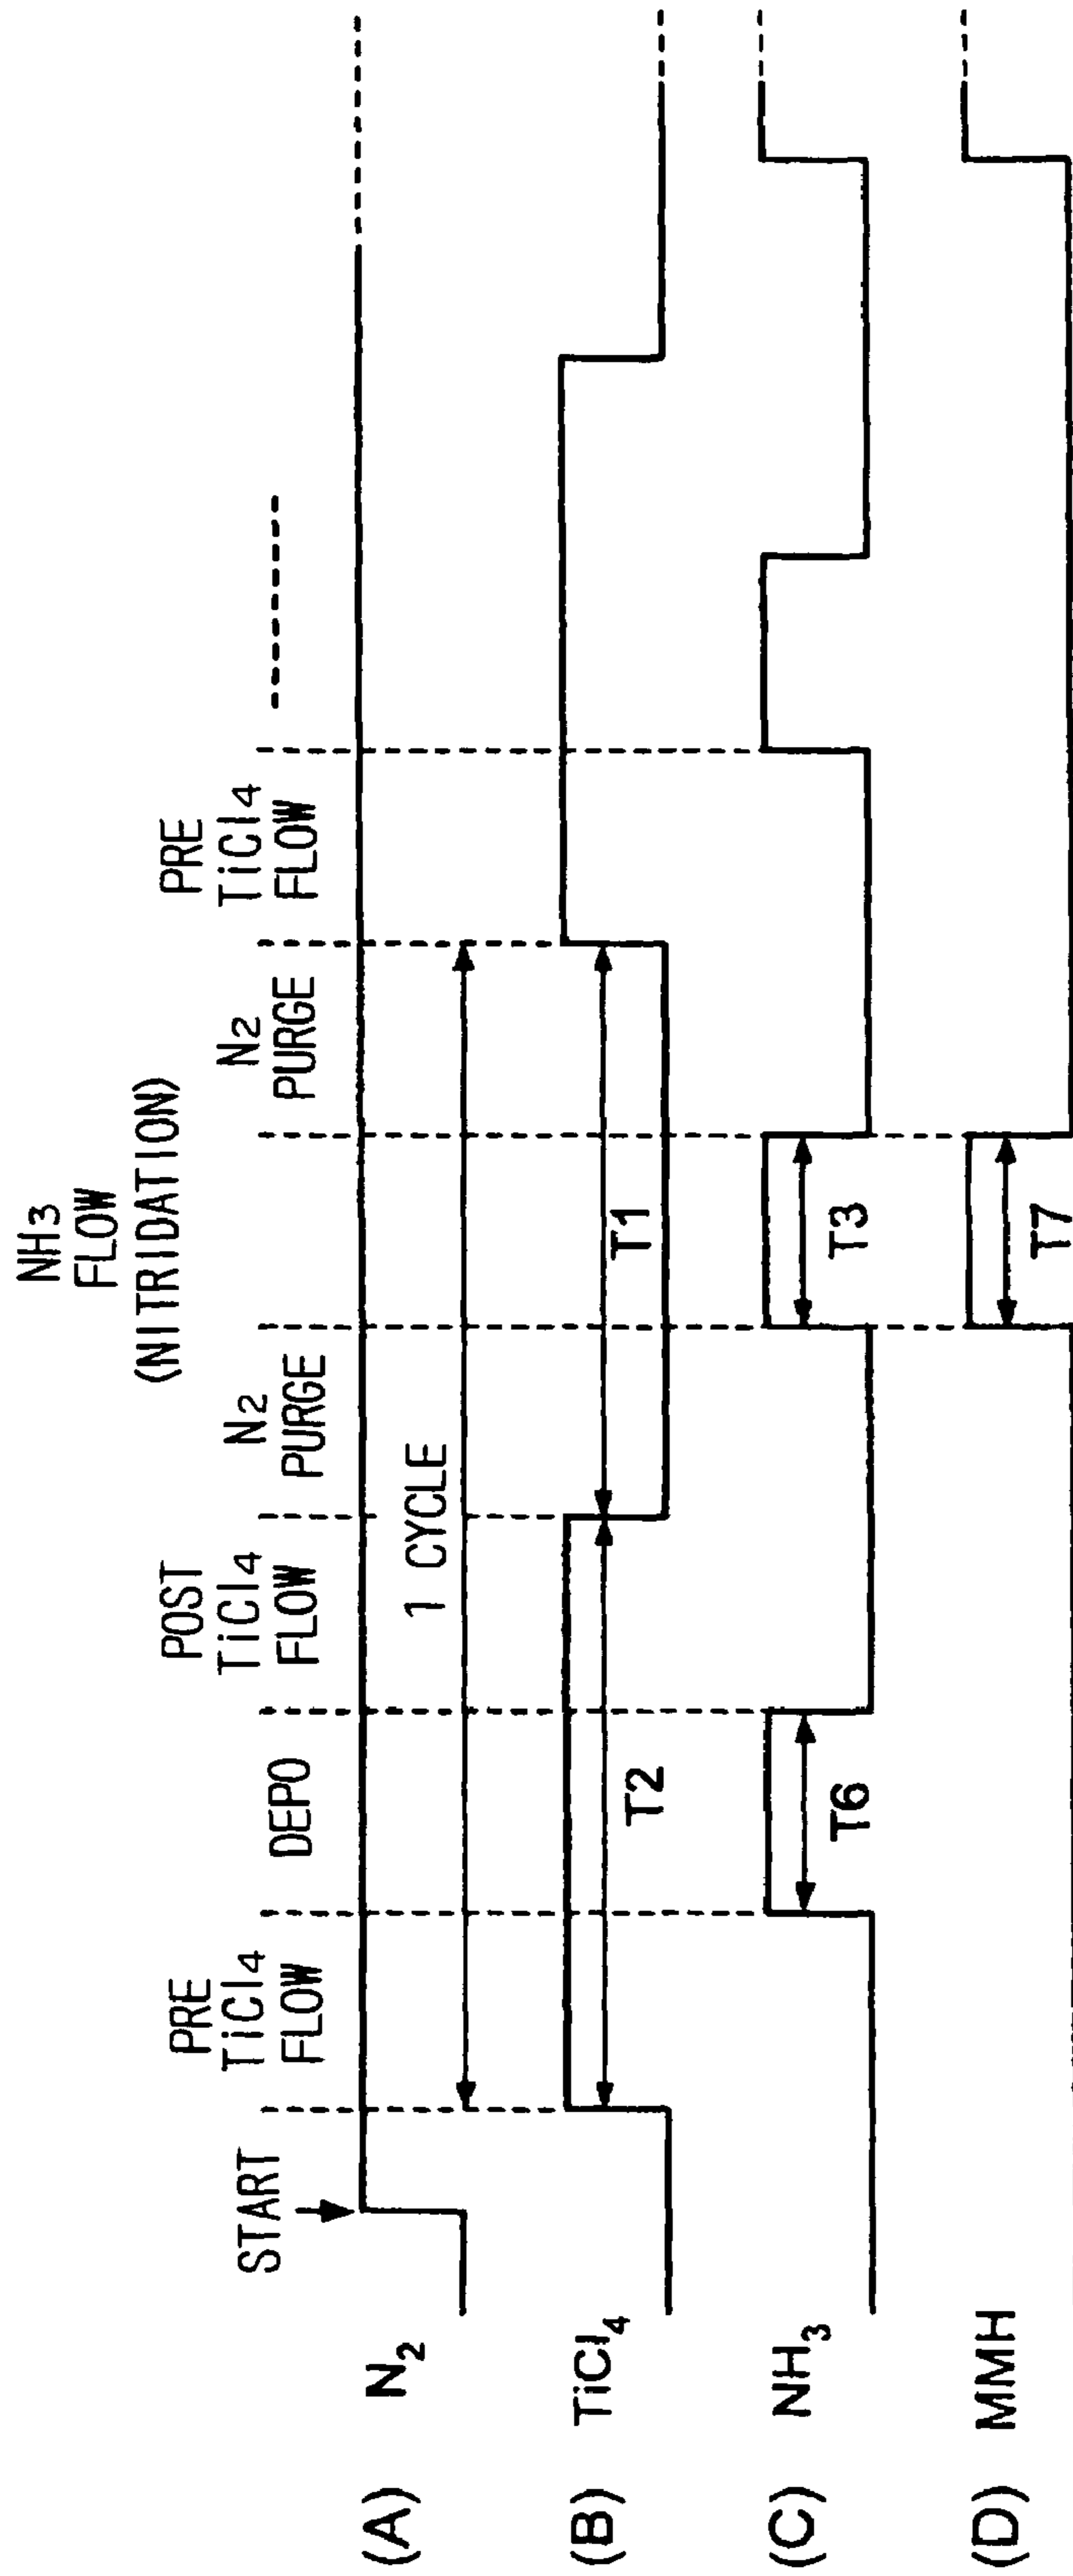 START
PRE
TiCl4
FLOW
DEPO
POST
TiCl4
FLOW
N2
PURGE
NH3
FLOW
(NITRIDATION)
N2
PURGE
PRE
TiCl4
FLOW
(A) N2
1 CYCLE
(B) TiCl4
T2
T1
(C) NH3
T6
T3
(D) MMH
T7